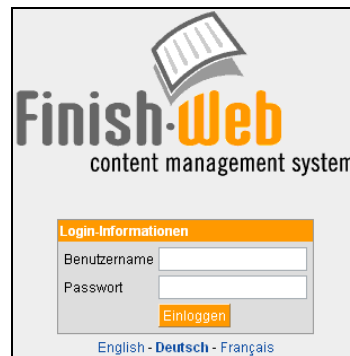 Finish-Web
content management system
Login-Informationen
Benutzername
Passwort
Einloggen
English - Deutsch - Français